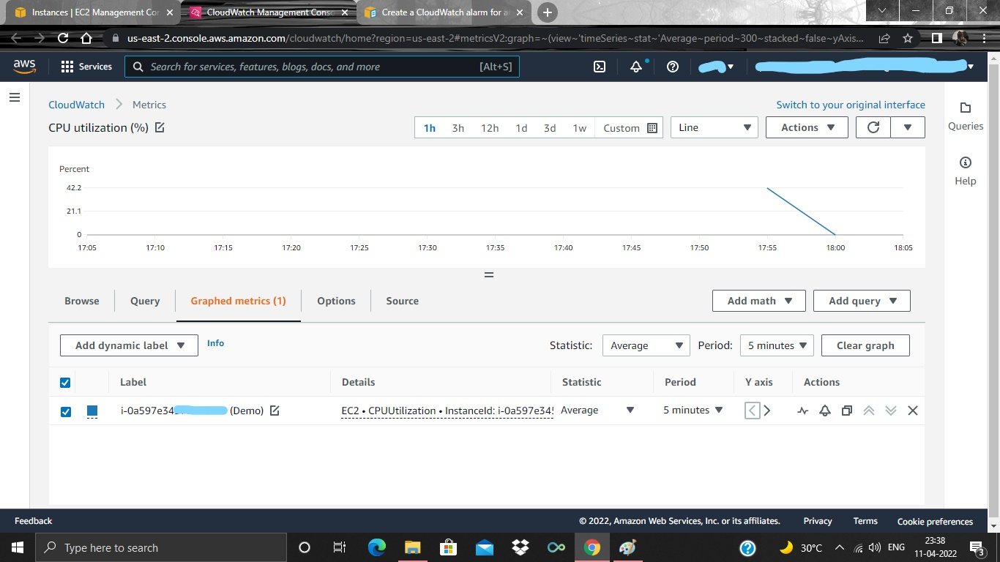 Instances | EC2 Management Co
CloudWatch Management Conso
Create a CloudWatch alarm for a
us-east-2.console.aws.amazon.com/cloudwatch/home?region=us-east-2#metricsV2:graph=~(view~'timeSeries~stat~'Average~period~300~stacked~false~yAxis...
aws
Services
Search for services, features, blogs, docs, and more [Alt+S]
CloudWatch > Metrics
Switch to your original interface
CPU utilization (%)
1h 3h 12h 1d 3d 1w Custom
Line
Actions
Queries
Help
Percent
42.2
21.1
0
17:05 17:10 17:15 17:20 17:25 17:30 17:35 17:40 17:45 17:50 17:55 18:00 18:05
Browse Query Graphed metrics (1) Options Source
Add math Add query
Add dynamic label Info
Statistic: Average Period: 5 minutes Clear graph
Label Details Statistic Period Y axis Actions
i-0a597e34 (Demo) EC2 • CPUUtilization • InstanceId: i-0a597e345 Average 5 minutes
Feedback
© 2022, Amazon Web Services, Inc. or its affiliates. Privacy Terms Cookie preferences
Type here to search
30°C
ENG
23:38
11-04-2022
3